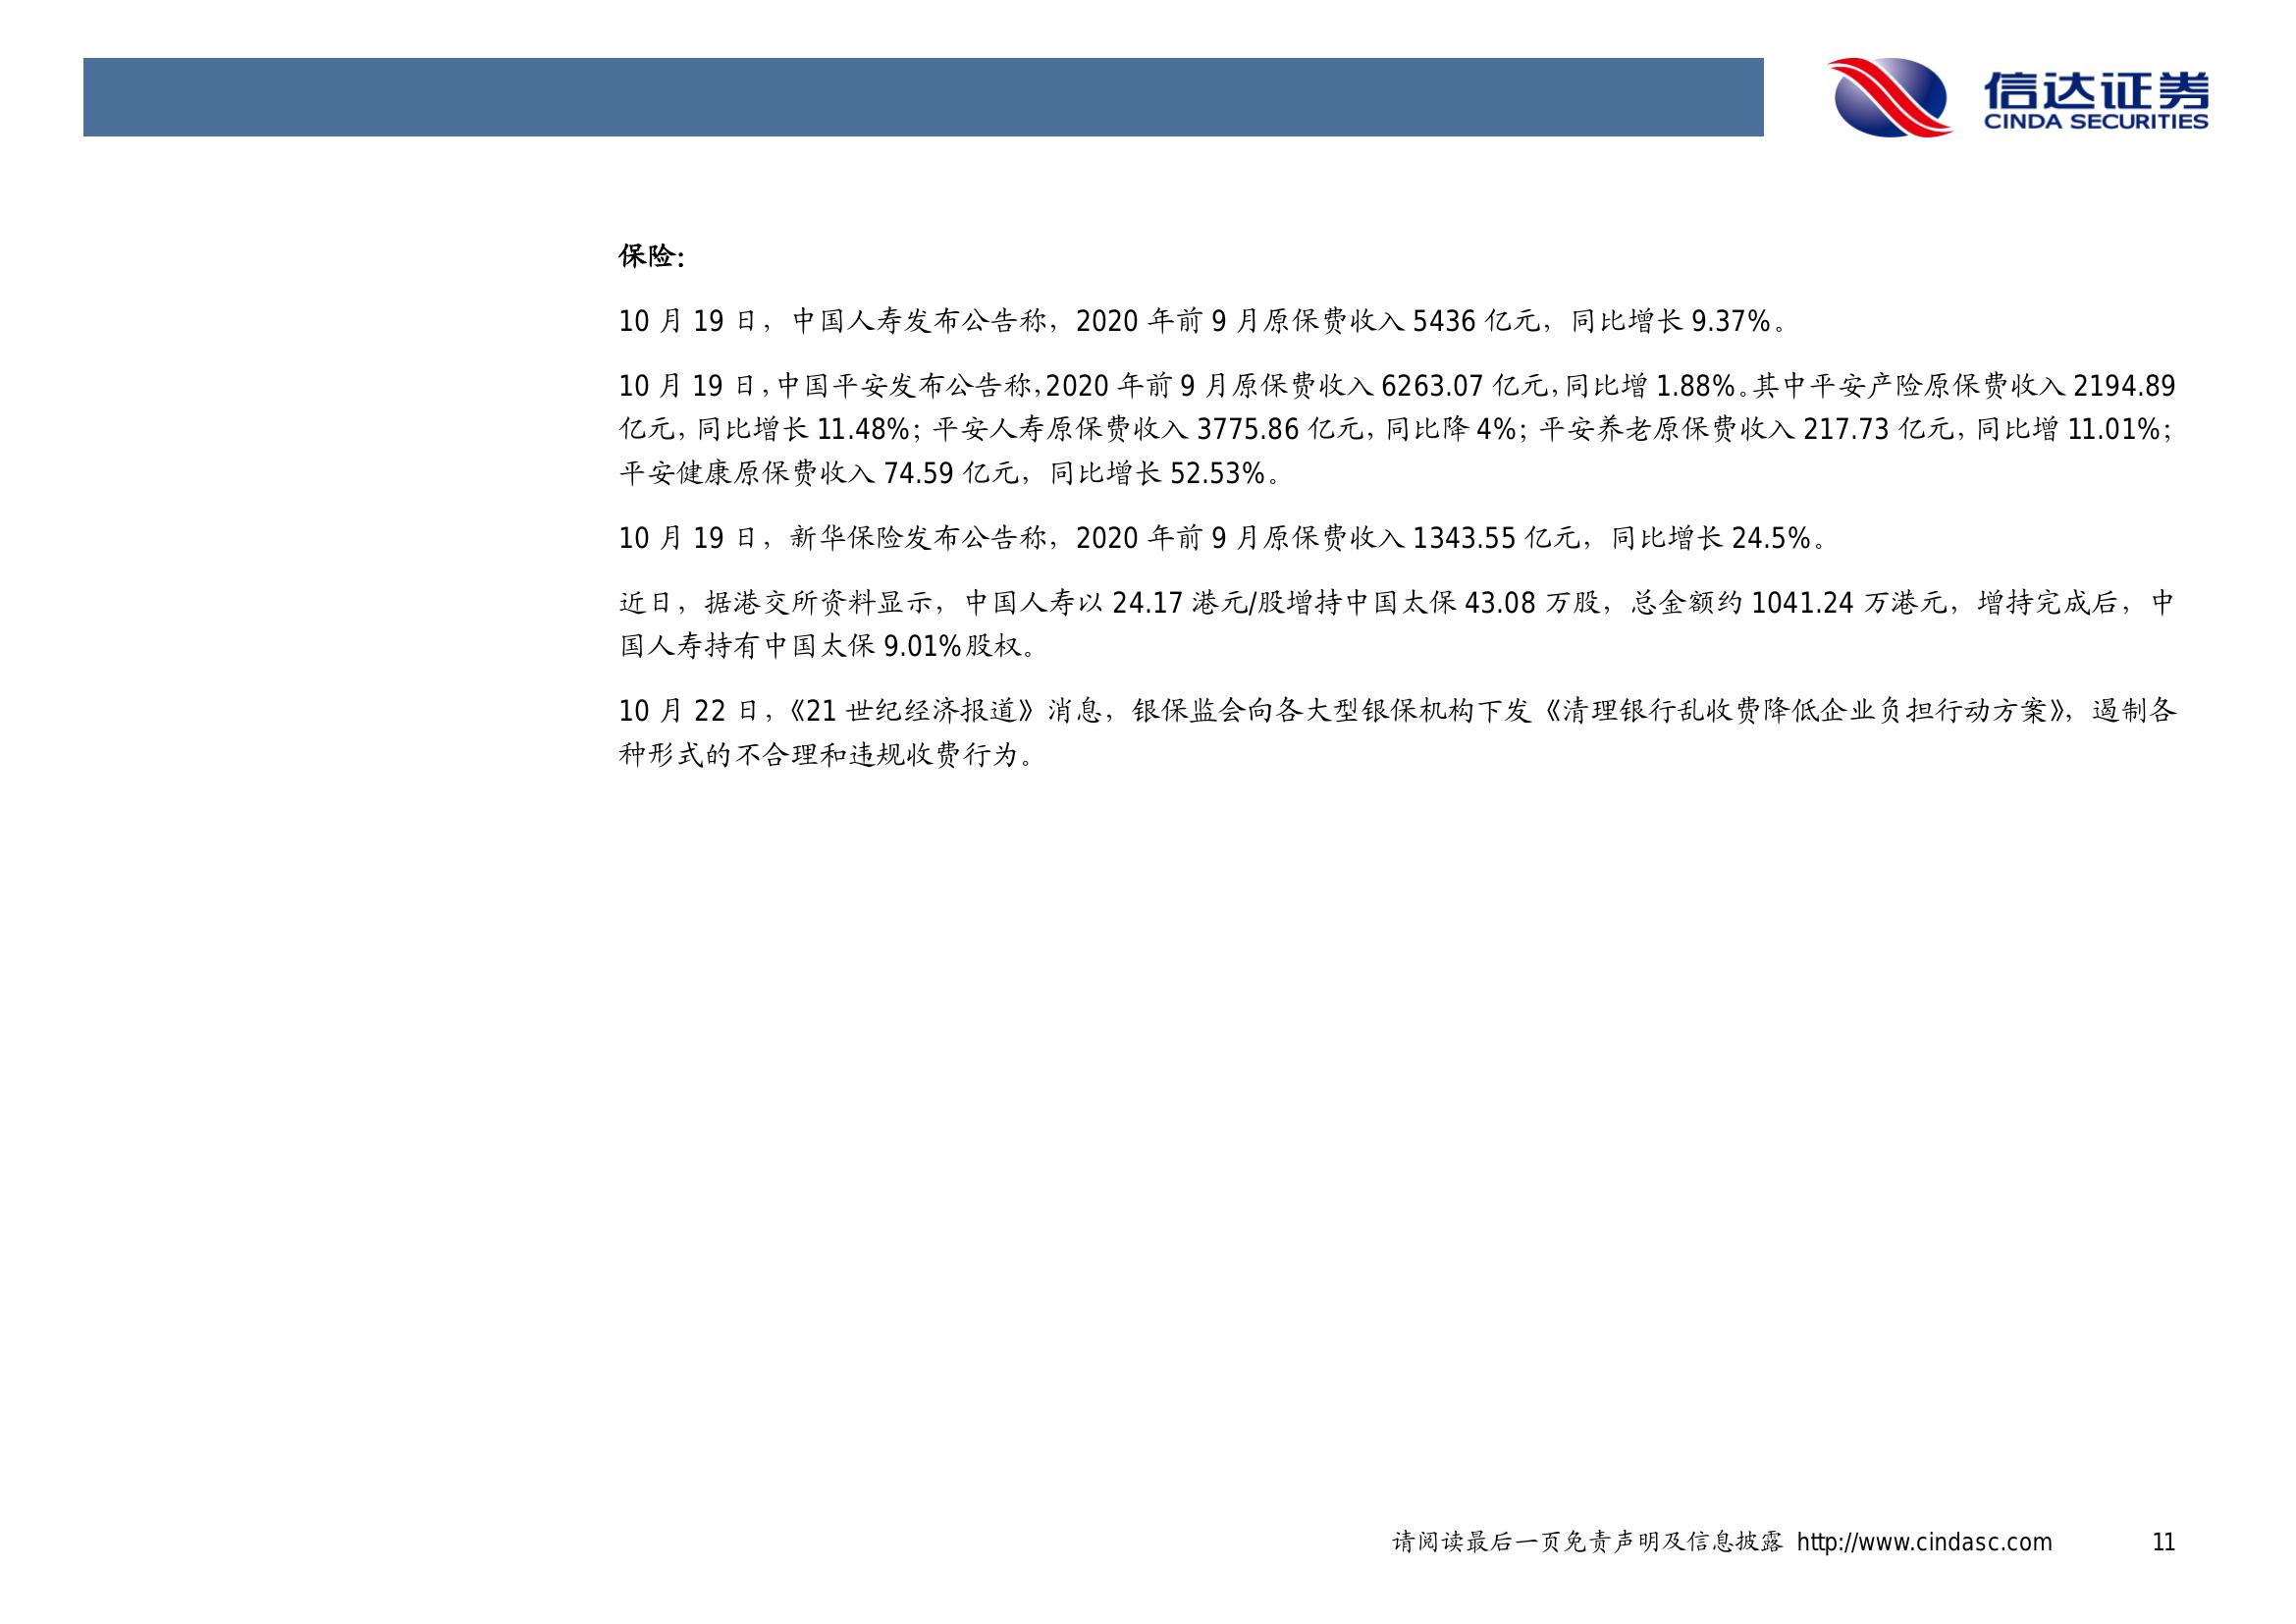 信达证券
CINDA SECURITIES
保险：
10 月 19 日，中国人寿发布公告称，2020 年前 9 月原保费收入 5436 亿元，同比增长 9.37%。
10 月 19 日，中国平安发布公告称，2020 年前 9 月原保费收入 6263.07 亿元，同比增 1.88%。其中平安产险原保费收入 2194.89
亿元，同比增长 11.48%；平安人寿原保费收入 3775.86 亿元，同比降 4%；平安养老原保费收入 217.73 亿元，同比增 11.01%；
平安健康原保费收入 74.59 亿元，同比增长 52.53%。
10 月 19 日，新华保险发布公告称，2020 年前 9 月原保费收入 1343.55 亿元，同比增长 24.5%。
近日，据港交所资料显示，中国人寿以 24.17 港元/股增持中国太保 43.08 万股，总金额约 1041.24 万港元，增持完成后，中
国人寿持有中国太保 9.01%股权。
10 月 22 日，《21 世纪经济报道》消息，银保监会向各大型银保机构下发《清理银行乱收费降低企业负担行动方案》，遏制各
种形式的不合理和违规收费行为。
请阅读最后一页免责声明及信息披露 http://www.cindasc.com 11